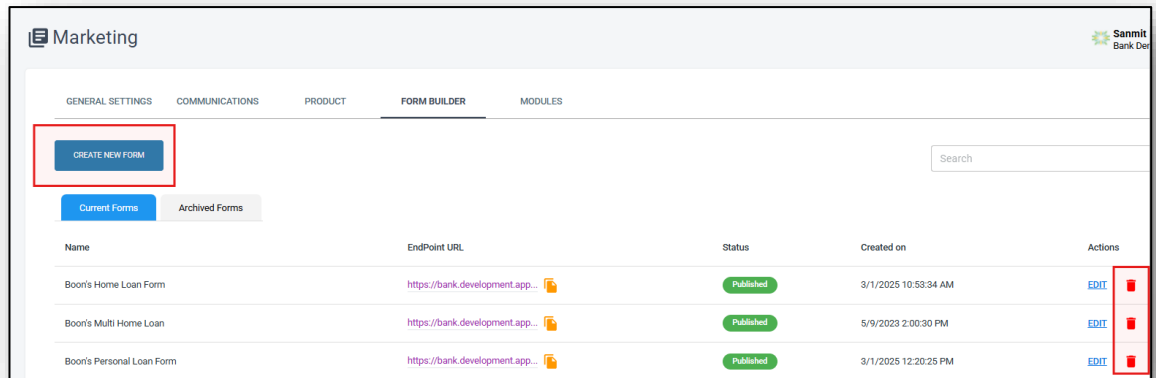 Marketing
Sanmit
Bank Der
GENERAL SETTINGS COMMUNICATIONS PRODUCT FORM BUILDER MODULES
CREATE NEW FORM
Search
Current Forms Archived Forms
Name EndPoint URL Status Created on Actions
Boon's Home Loan Form https://bank.development.app... Published 3/1/2025 10:53:34 AM EDIT
Boon's Multi Home Loan https://bank.development.app... Published 5/9/2023 2:00:30 PM EDIT
Boon's Personal Loan Form https://bank.development.app... Published 3/1/2025 12:20:25 PM EDIT